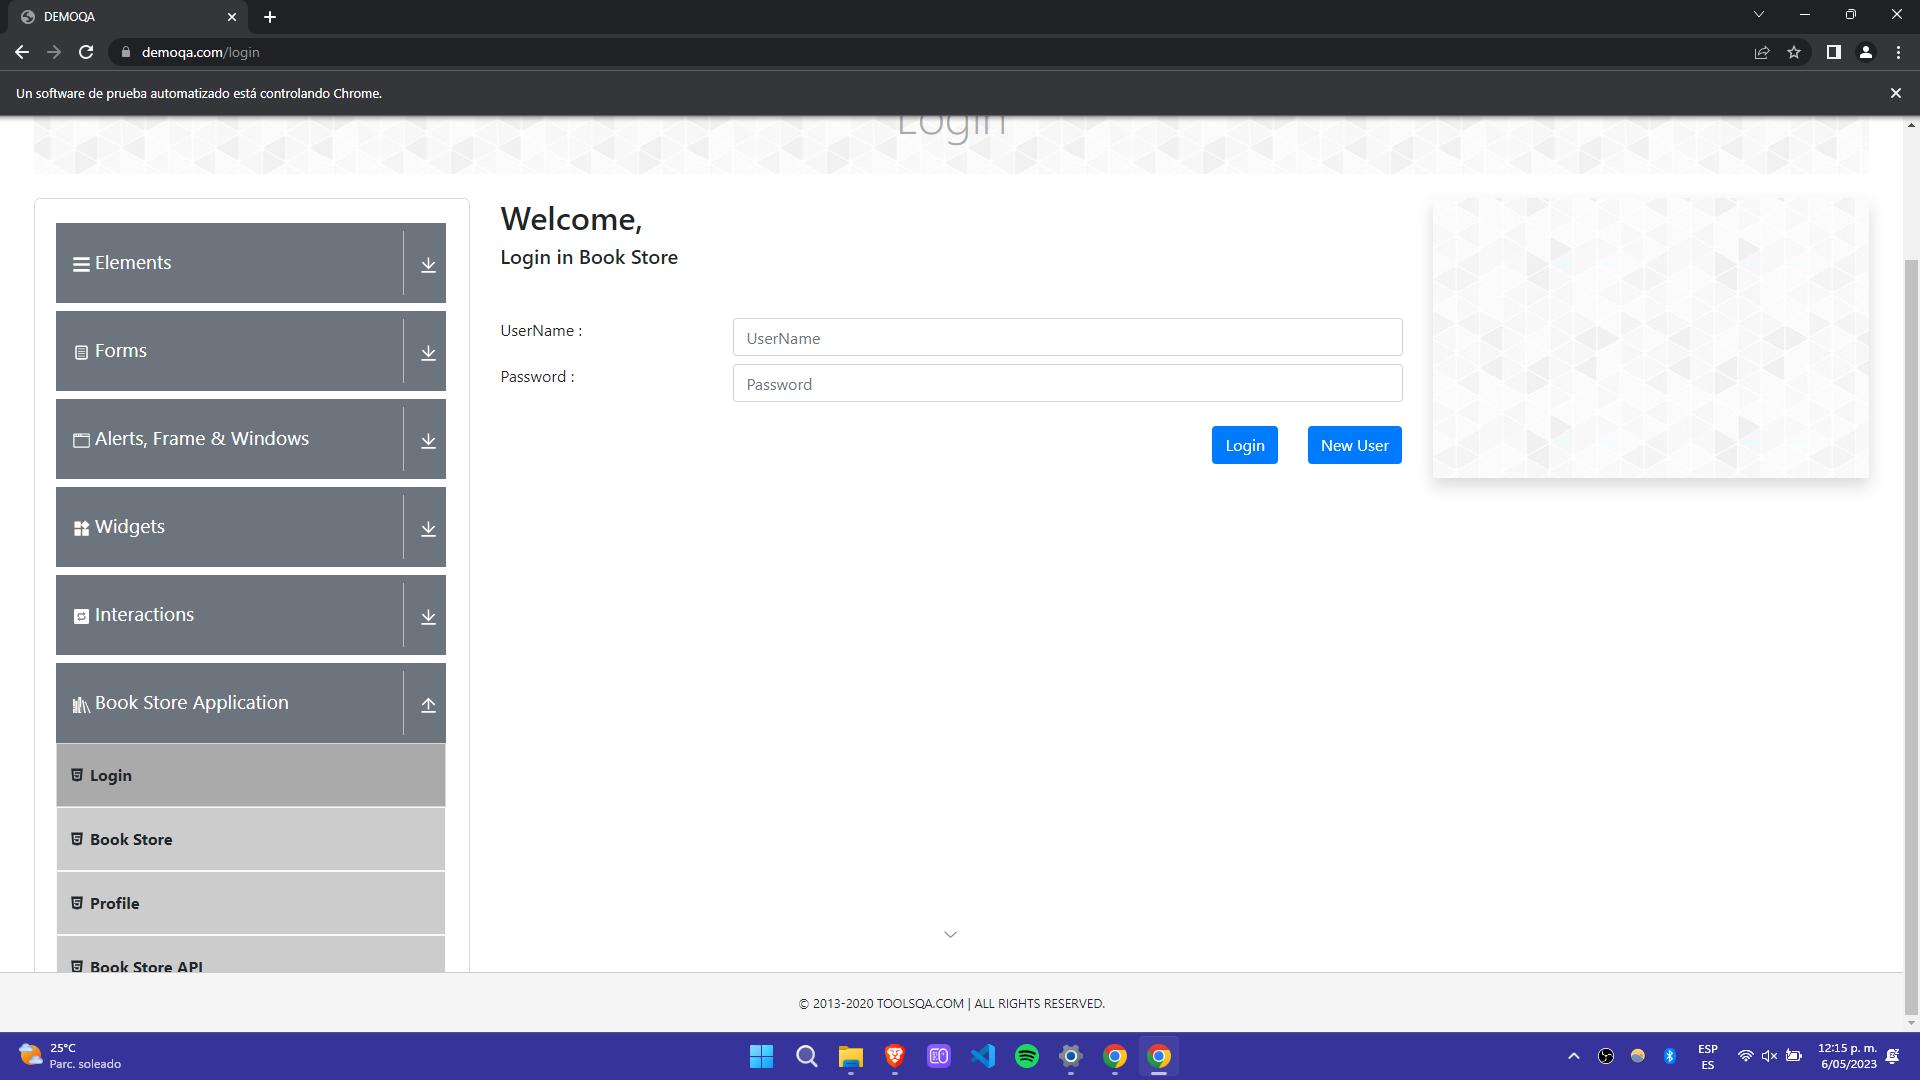 DEMOQA
demoqa.com/login
Un software de prueba automatizado está controlando Chrome.
Login
Elements
Forms
Alerts, Frame & Windows
Widgets
Interactions
Book Store Application
Login
Book Store
Profile
Book Store API
Welcome,
Login in Book Store
UserName :
UserName
Password :
Password
Login
New User
© 2013-2020 TOOLSQA.COM | ALL RIGHTS RESERVED.
25°C
Parc. soleado
ESP
ES
12:15 p. m.
6/05/2023